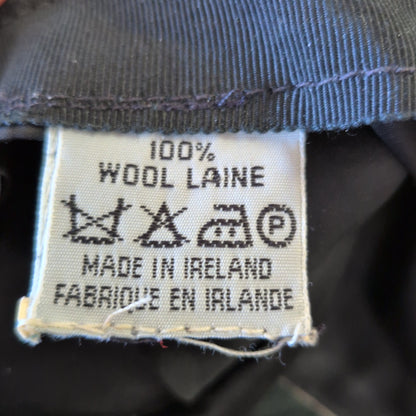 100%
WOOL LAINE
P
MADE IN IRELAND
FABRIQUE EN IRLANDE